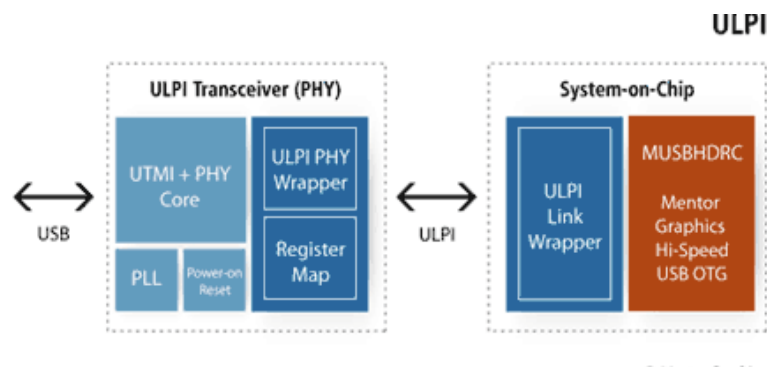 ULPI
ULPI Transceiver (PHY)
System-on-Chip
UTMI + PHY
Core
ULPI PHY
Wrapper
Register
Map
PLL
Power-on
Reset
USB
ULPI
ULPI
Link
Wrapper
MUSBHDRC
Mentor
Graphics
Hi-Speed
USB OTG